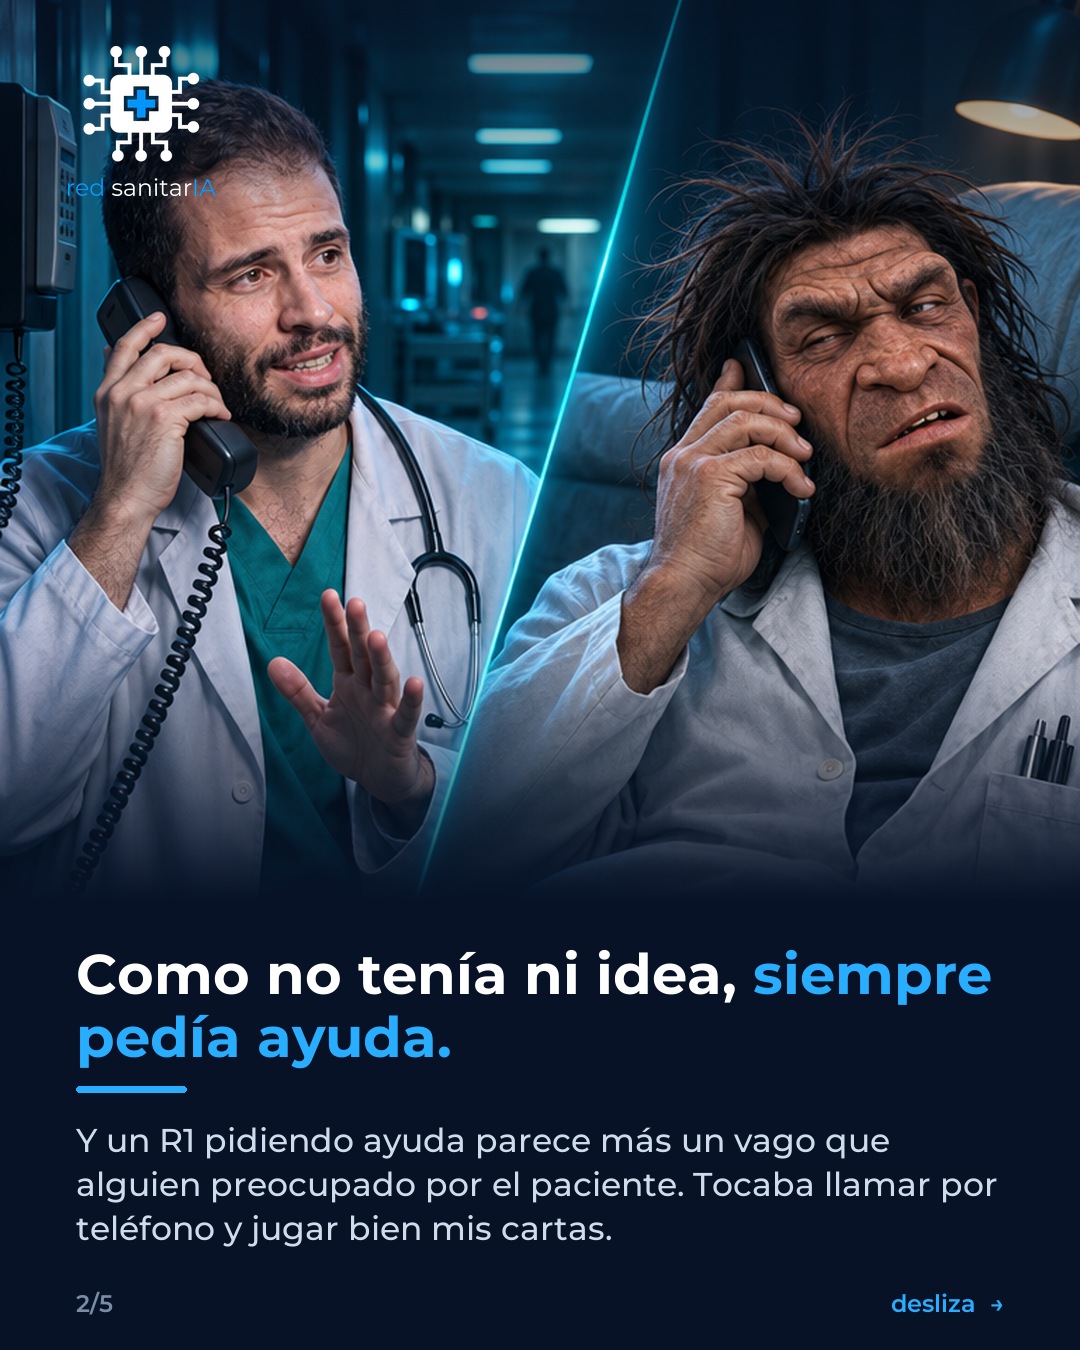 red sanitarIA
Como no tenía ni idea, siempre
pedía ayuda.
Y un R1 pidiendo ayuda parece más un vago que
alguien preocupado por el paciente. Tocaba llamar por
teléfono y jugar bien mis cartas.
2/5
desliza →